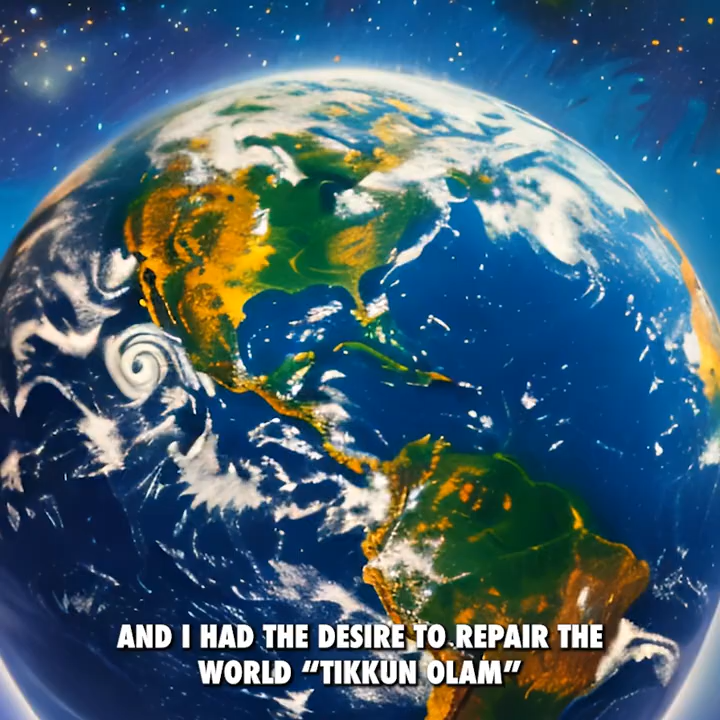 AND I HAD THE DESIRE TO REPAIR THE
WORLD “TIKKUN OLAM”